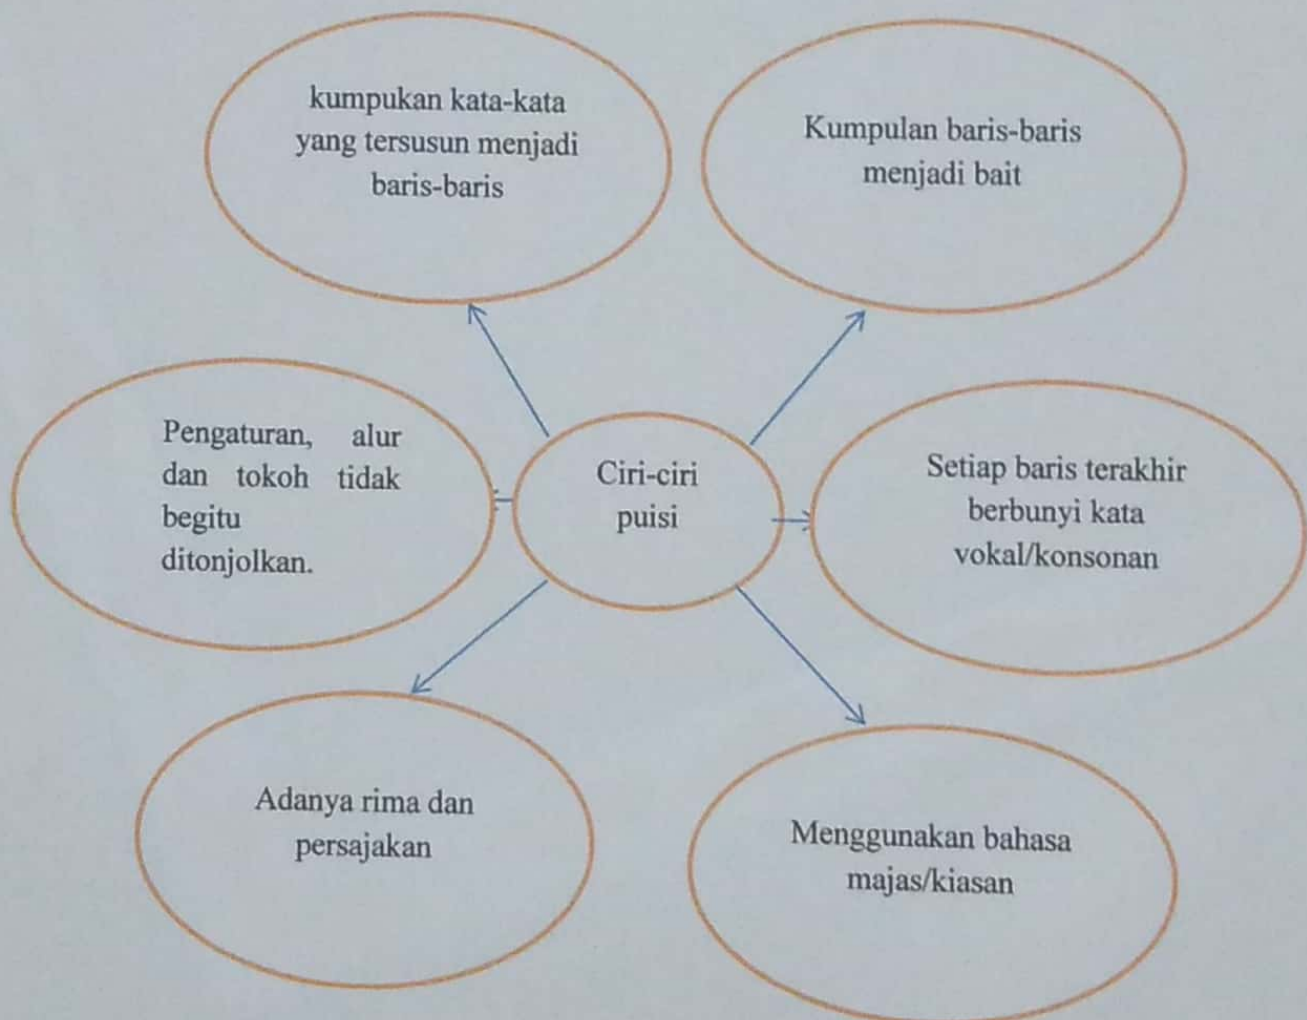 kumpukan kata-kata
yang tersusun menjadi
baris-baris
Kumpulan baris-baris
menjadi bait
Pengaturan, alur
dan tokoh tidak
begitu
ditonjolkan.
Ciri-ciri
puisi
Setiap baris terakhir
berbunyi kata
vokal/konsonan
Adanya rima dan
persajakan
Menggunakan bahasa
majas/kiasan